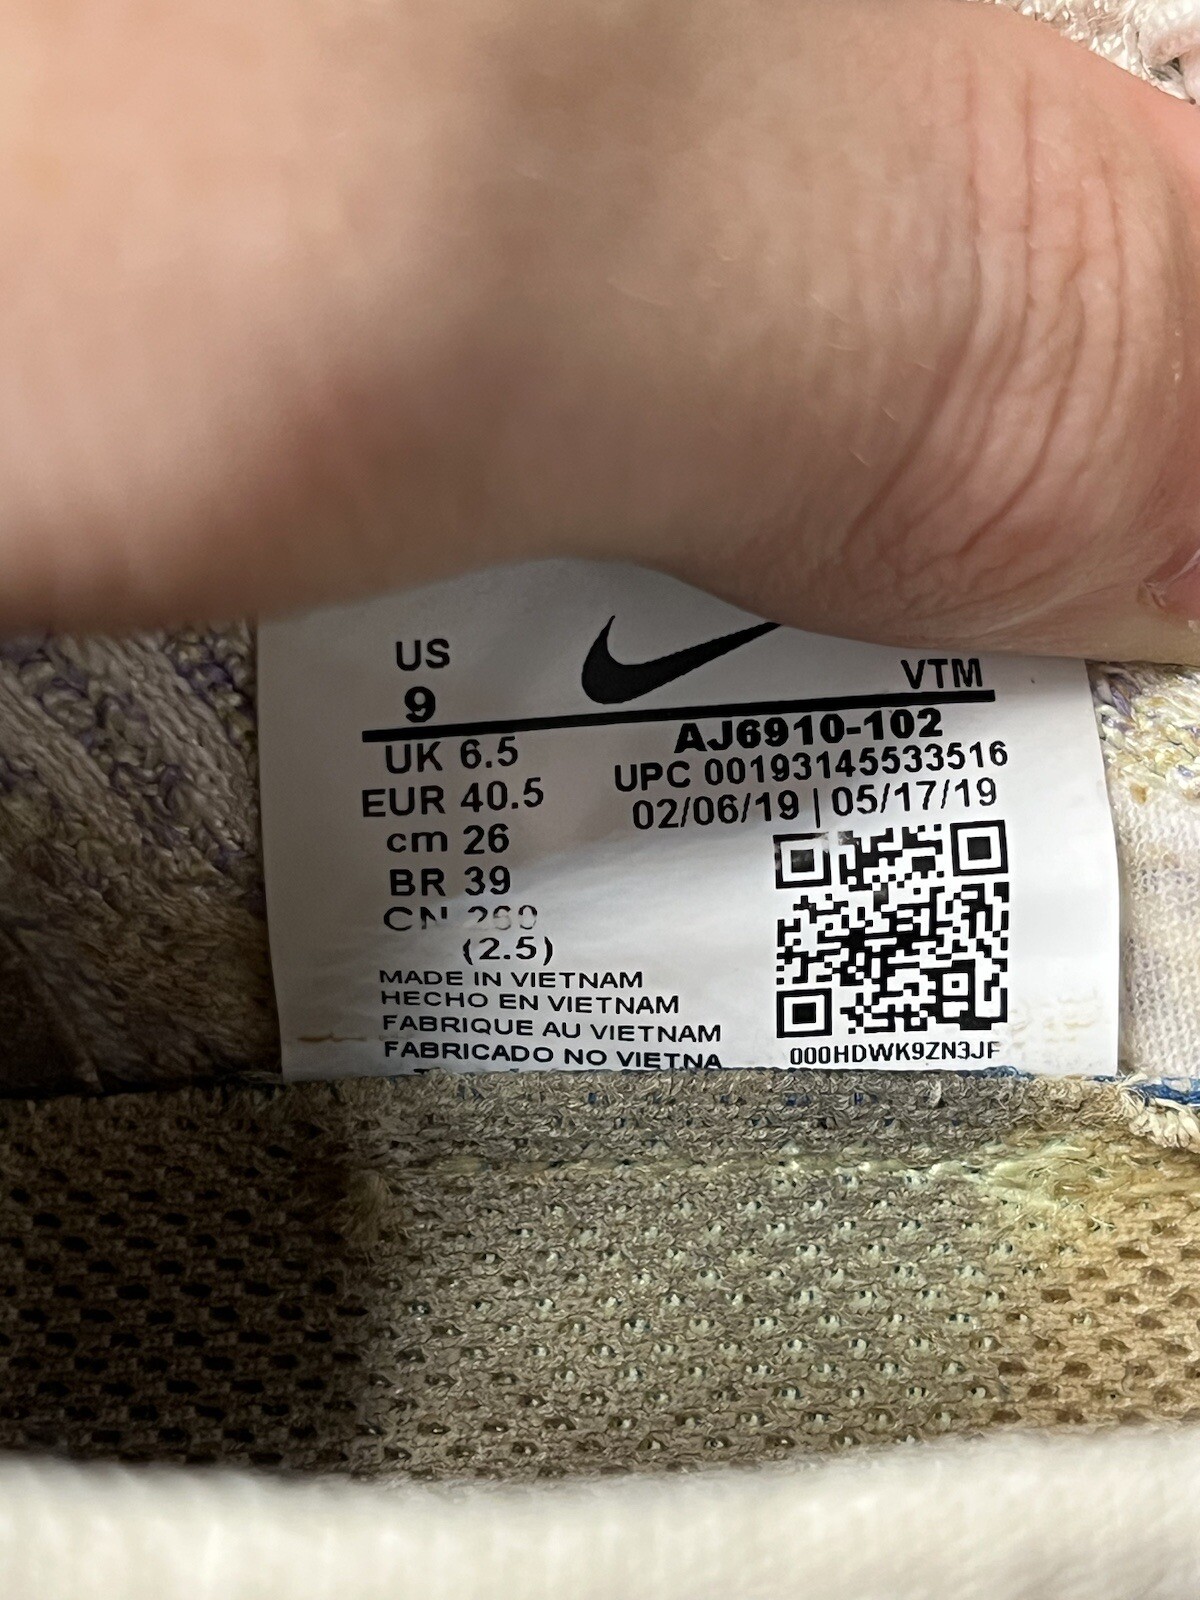 US
9
VTM
UK 6.5
EUR 40.5
cm 26
BR 39
CN 260
(2.5)
AJ6910-102
UPC 00193145533516
02/06/19 | 05/17/19
MADE IN VIETNAM
HECHO EN VIETNAM
FABRIQUE AU VIETNAM
FABRICADO NO VIETNA
000HDWK9ZN3JF